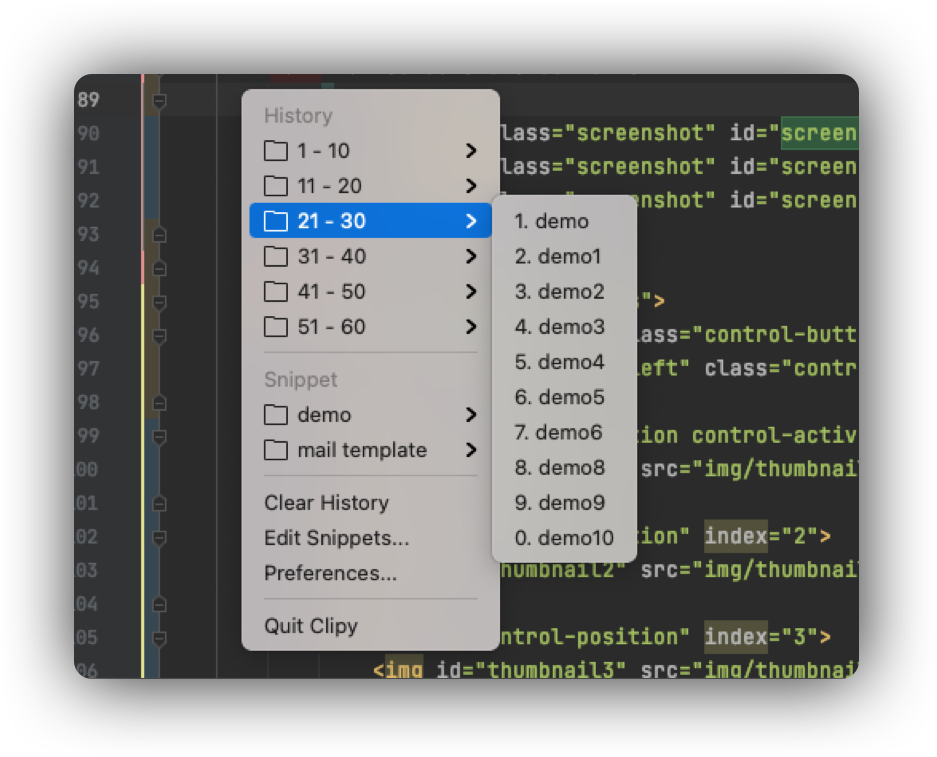 89
90 lass="screenshot" id="screen
91 lass="screenshot" id="screen
92 enshot" id="screen
93
94
95 ">
96 ass="control-butt
97 eft" class="contr
98
99 ion control-activ
00 src="img/thumbnail
01
02 ion" index="2">
03 humbnail2" src="img/thumbnai
04
05 ntrol-position" index="3">
06 <img id="thumbnail3" src="img/thumbnai
History
1 - 10
11 - 20
21 - 30
31 - 40
41 - 50
51 - 60
Snippet
demo
mail template
Clear History
Edit Snippets...
Preferences...
Quit Clipy
1. demo
2. demo1
3. demo2
4. demo3
5. demo4
6. demo5
7. demo6
8. demo8
9. demo9
0. demo10